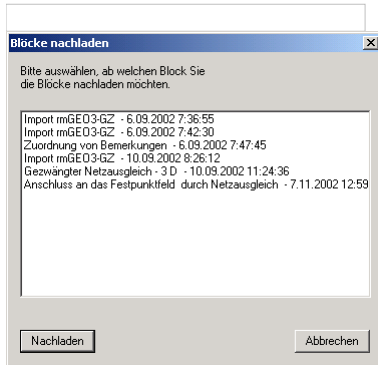 Blöcke nachladen
Bitte auswählen, ab welchen Block Sie
die Blöcke nachladen möchten.
Import rmGEO3-GZ - 6.09.2002 7:36:55
Import rmGEO3-GZ - 6.09.2002 7:42:30
Zuordnung von Bemerkungen - 6.09.2002 7:47:45
Import rmGEO3-GZ - 10.09.2002 8:26:12
Gezwängter Netzausgleich - 3 D - 10.09.2002 11:24:36
Anschluss an das Festpunktfeld durch Netzausgleich - 7.11.2002 12:59
Nachladen Abbrechen